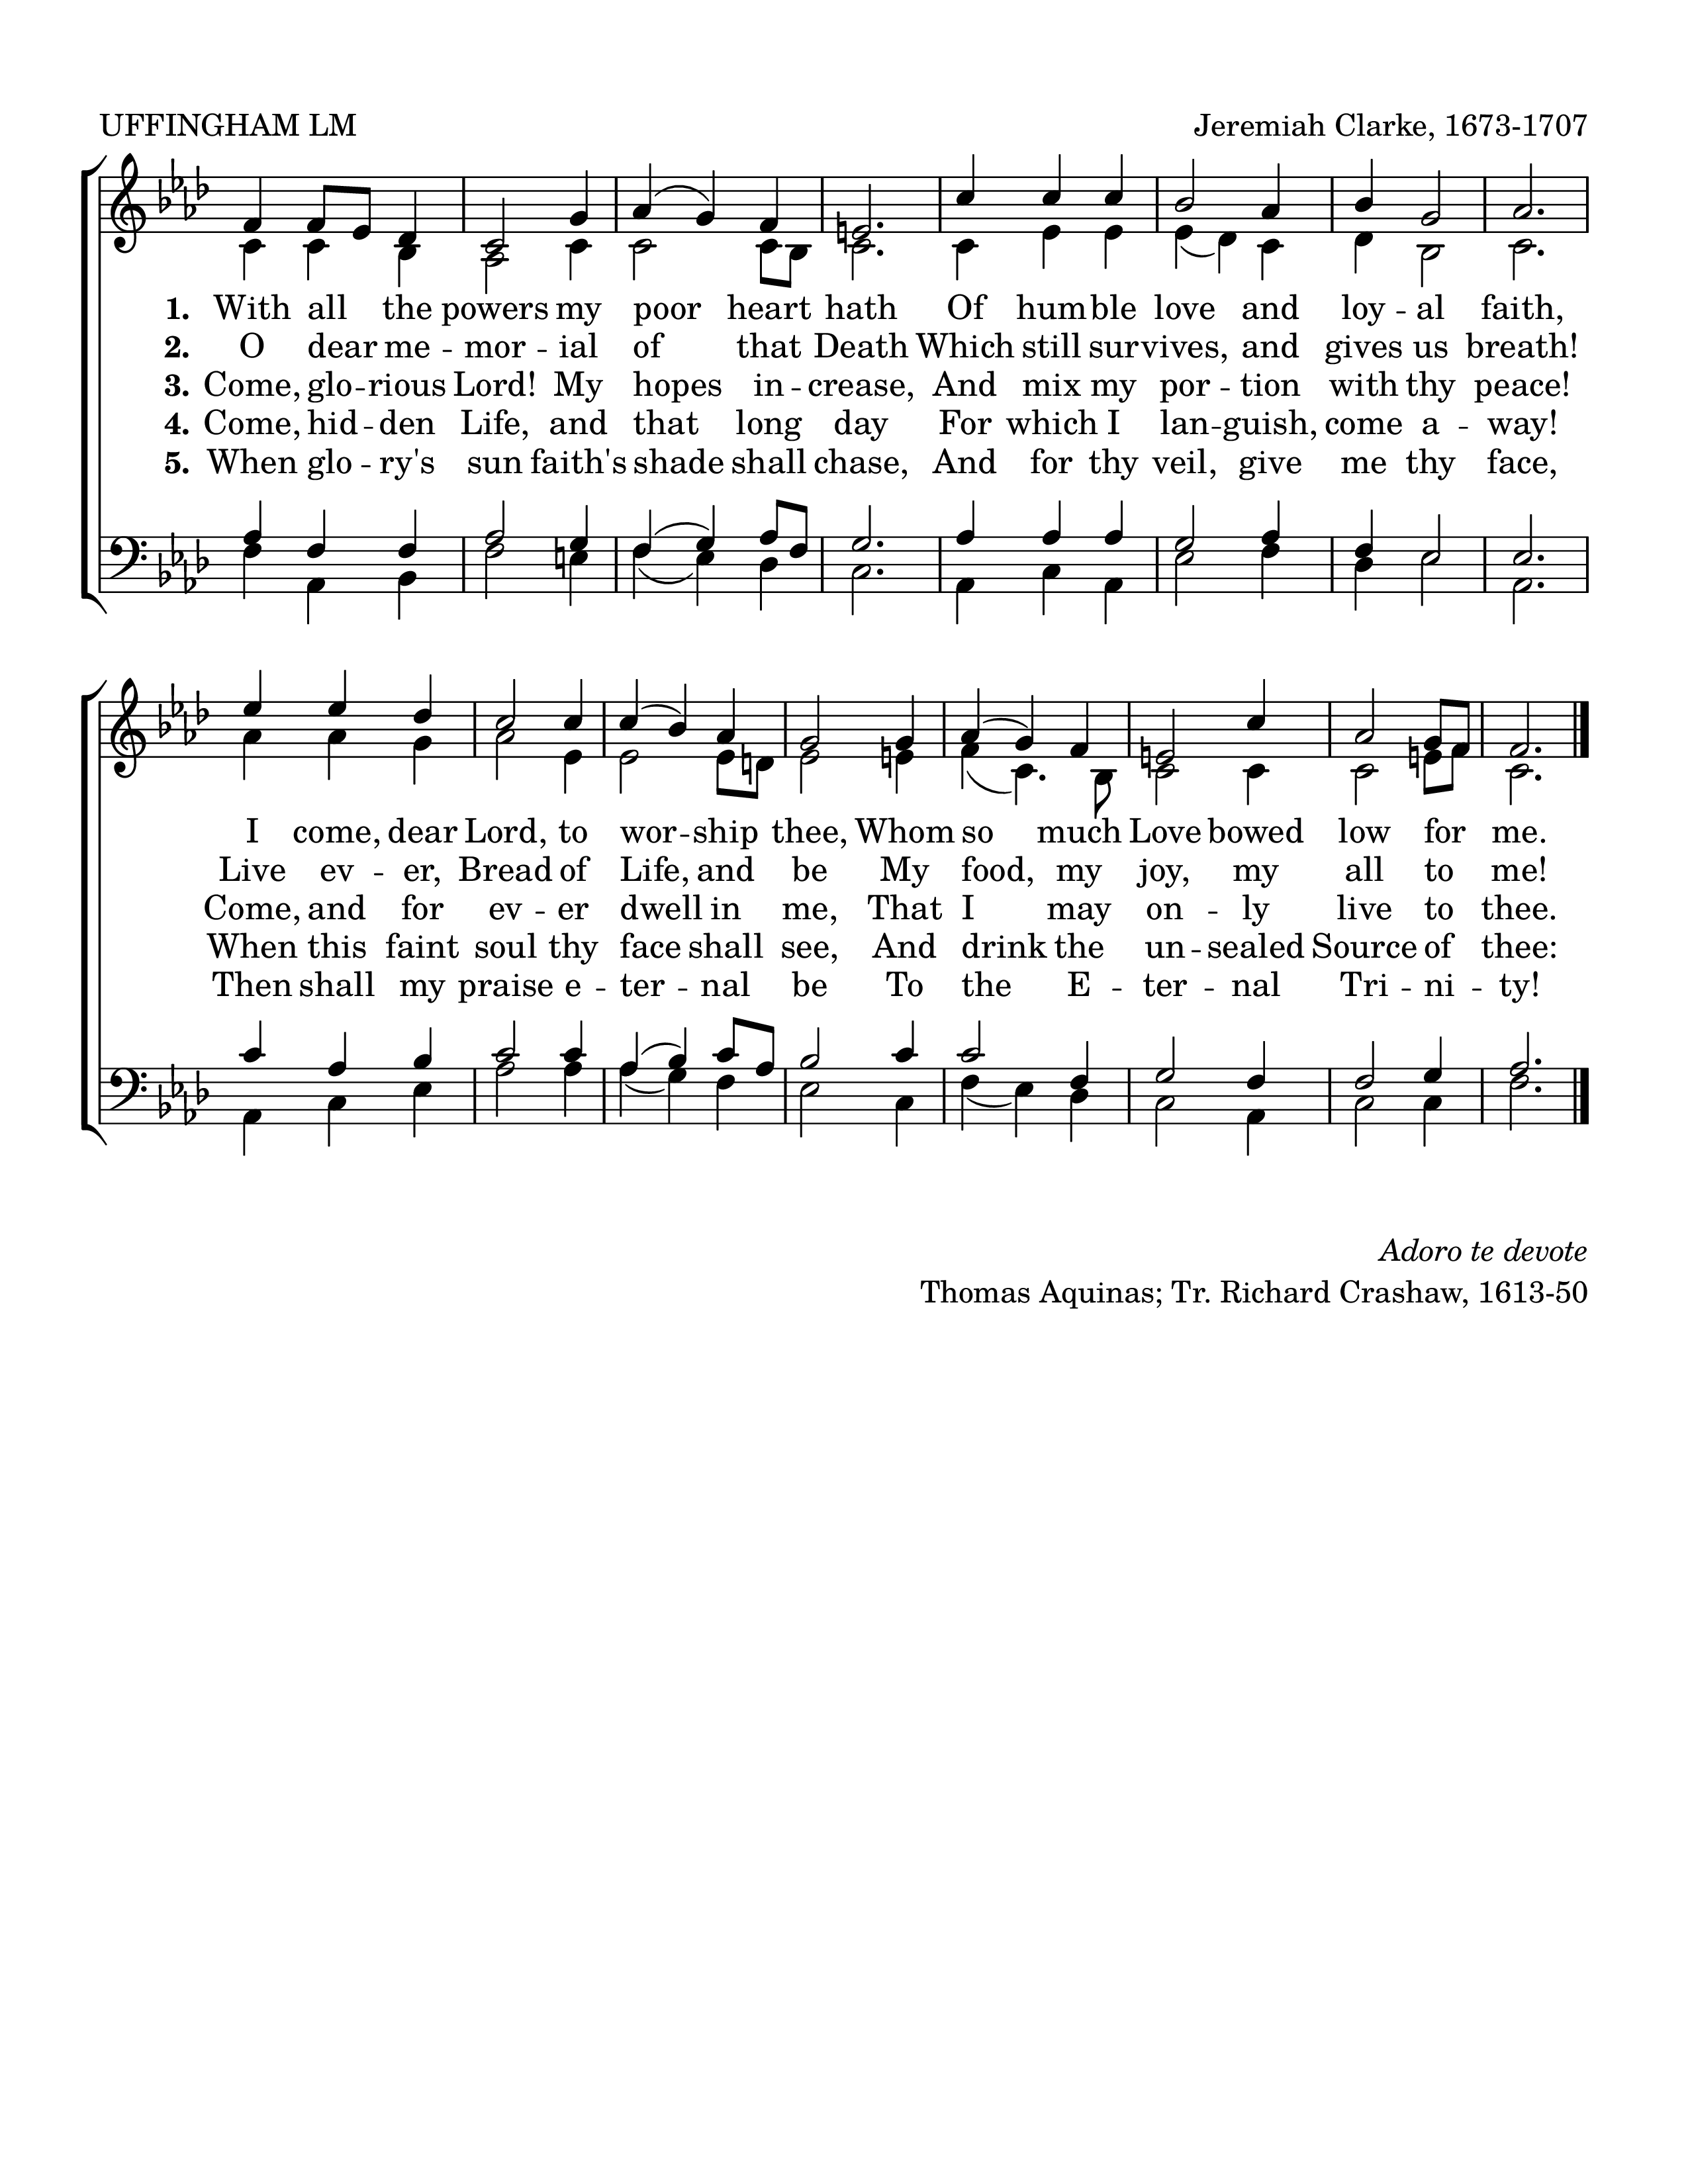 UFFINGHAM LM
Jeremiah Clarke, 1673-1707
1. With all the powers my poor heart hath Of humble love and loy - al faith,
2. O dear me - mor - ial of that Death Which still survives, and gives us breath!
3. Come, glo - rious Lord! My hopes in - crease, And mix my por - tion with thy peace!
4. Come, hid - den Life, and that long day For which I lan - guish, come a - way!
5. When glo - ry's sun faith's shade shall chase, And for thy veil, give me thy face,
I come, dear Lord, to wor - ship thee, Whom so much Love bowed low for me.
Live ev - er, Bread of Life, and be My food, my joy, my all to me!
Come, and for ev - er dwell in me, That I may on - ly live to thee.
When this faint soul thy face shall see, And drink the un - sealed Source of thee:
Then shall my praise e - ter - nal be To the E - ter - nal Tri - ni - ty!
Adoro te devote
Thomas Aquinas; Tr. Richard Crashaw, 1613-50